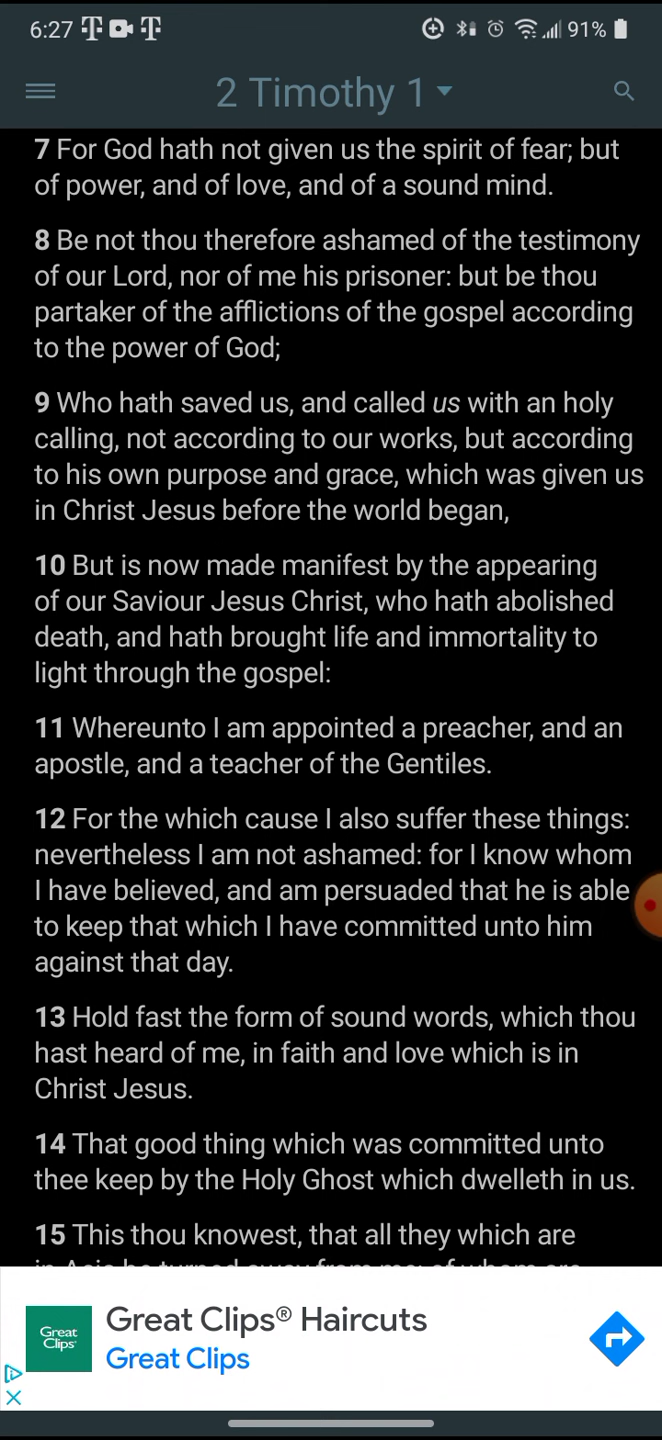 6:27 91%
2 Timothy 1
7 For God hath not given us the spirit of fear; but
of power, and of love, and of a sound mind.
8 Be not thou therefore ashamed of the testimony
of our Lord, nor of me his prisoner: but be thou
partaker of the afflictions of the gospel according
to the power of God;
9 Who hath saved us, and called us with an holy
calling, not according to our works, but according
to his own purpose and grace, which was given us
in Christ Jesus before the world began,
10 But is now made manifest by the appearing
of our Saviour Jesus Christ, who hath abolished
death, and hath brought life and immortality to
light through the gospel:
11 Whereunto I am appointed a preacher, and an
apostle, and a teacher of the Gentiles.
12 For the which cause I also suffer these things:
nevertheless I am not ashamed: for I know whom
I have believed, and am persuaded that he is able
to keep that which I have committed unto him
against that day.
13 Hold fast the form of sound words, which thou
hast heard of me, in faith and love which is in
Christ Jesus.
14 That good thing which was committed unto
thee keep by the Holy Ghost which dwelleth in us.
15 This thou knowest, that all they which are
Great Clips
Great Clips® Haircuts
Great Clips